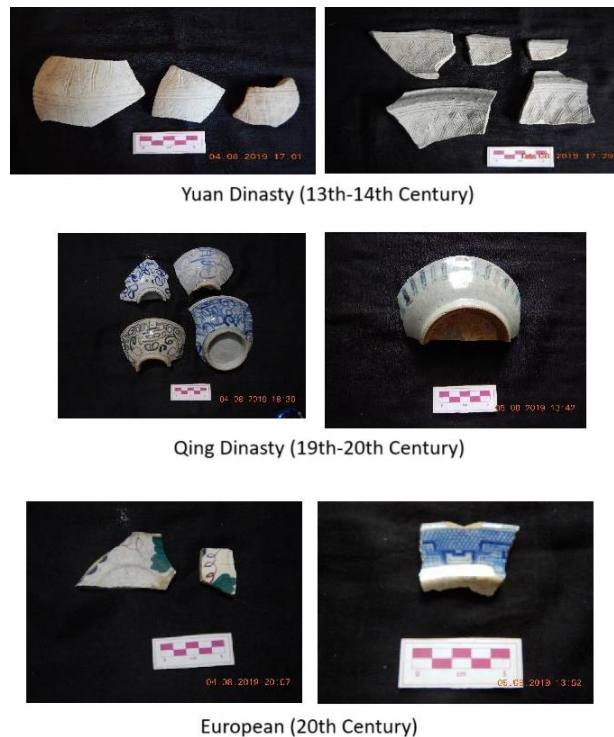 04.08.2019 17:01
Yuan Dinasty (13th-14th Century)
04.08.2019 18:30
05.08.2019 13:42
Qing Dinasty (19th-20th Century)
04.08.2019 20:07
05.08.2019 13:52
European (20th Century)